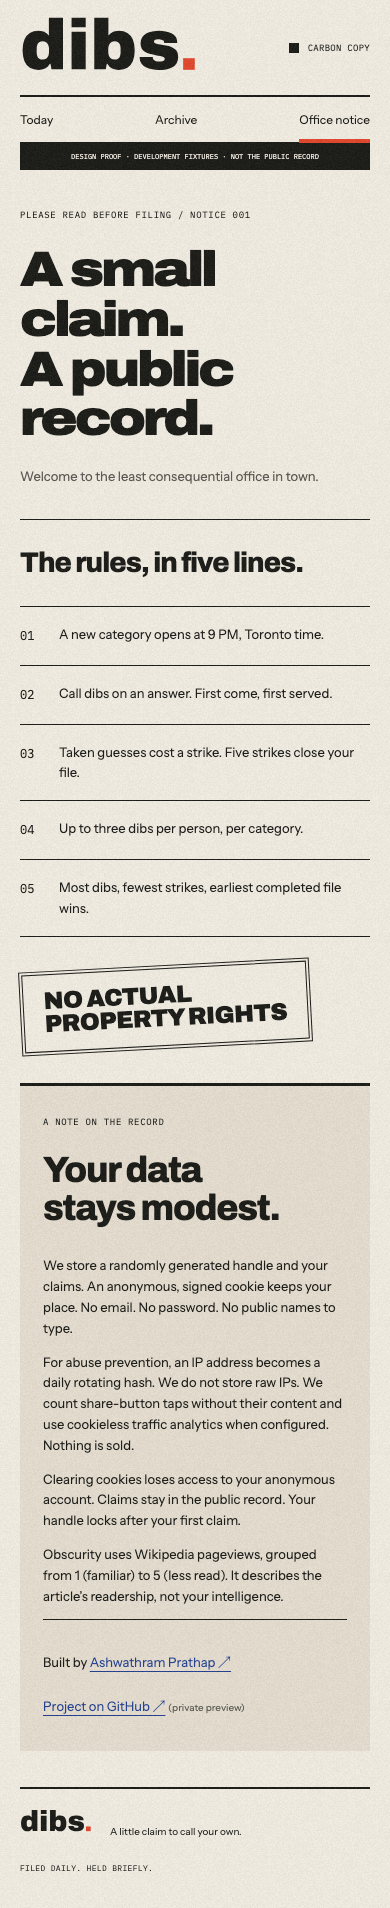 dibs.
CARBON COPY
Today
Archive
Office notice
DESIGN PROOF · DEVELOPMENT FIXTURES · NOT THE PUBLIC RECORD
PLEASE READ BEFORE FILING / NOTICE 001
A small
claim.
A public
record.
Welcome to the least consequential office in town.
The rules, in five lines.
01 A new category opens at 9 PM, Toronto time.
02 Call dibs on an answer. First come, first served.
03 Taken guesses cost a strike. Five strikes close your
file.
04 Up to three dibs per person, per category.
05 Most dibs, fewest strikes, earliest completed file
wins.
NO ACTUAL
PROPERTY RIGHTS
A NOTE ON THE RECORD
Your data
stays modest.
We store a randomly generated handle and your
claims. An anonymous, signed cookie keeps your
place. No email. No password. No public names to
type.
For abuse prevention, an IP address becomes a
daily rotating hash. We do not store raw IPs. We
count share-button taps without their content and
use cookieless traffic analytics when configured.
Nothing is sold.
Clearing cookies loses access to your anonymous
account. Claims stay in the public record. Your
handle locks after your first claim.
Obscurity uses Wikipedia pageviews, grouped
from 1 (familiar) to 5 (less read). It describes the
article's readership, not your intelligence.
Built by Ashwathram Prathap ↗
Project on GitHub ↗ (private preview)
dibs.
A little claim to call your own.
FILED DAILY. HELD BRIEFLY.